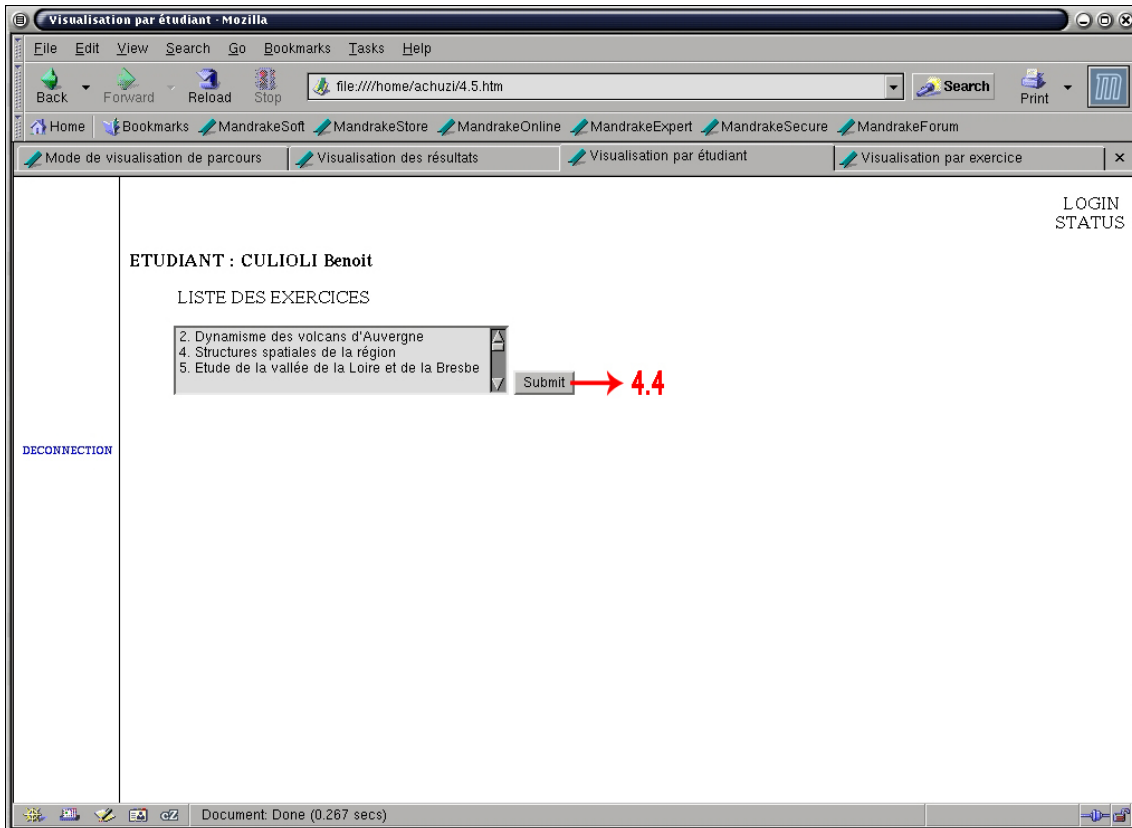 Visualisation par étudiant - Mozilla
File Edit View Search Go Bookmarks Tasks Help
Back Forward Reload Stop file:////home/achuzi/4.5.htm Search Print
Home Bookmarks MandrakeSoft MandrakeStore MandrakeOnline MandrakeExpert MandrakeSecure MandrakeForum
Mode de visualisation de parcours Visualisation des résultats Visualisation par étudiant Visualisation par exercice
LOGIN
STATUS
ETUDIANT : CULIOLI Benoit
LISTE DES EXERCICES
2. Dynamisme des volcans d'Auvergne
4. Structures spatiales de la région
5. Etude de la vallée de la Loire et de la Bresbe
Submit 4.4
DECONNECTION
Document: Done (0.267 secs)